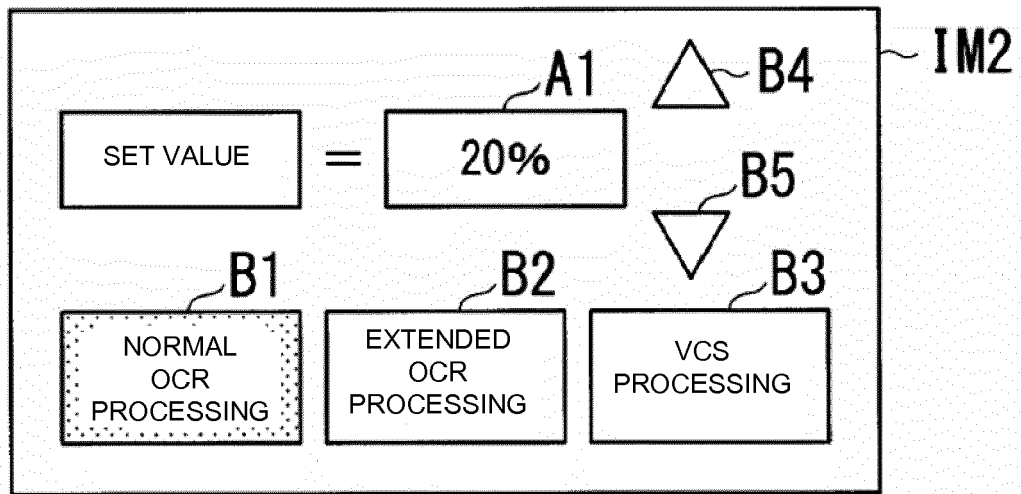 IM2
A1
B4
SET VALUE = 20%
B5
B1
B2
B3
NORMAL
OCR
PROCESSING
EXTENDED
OCR
PROCESSING
VCS
PROCESSING